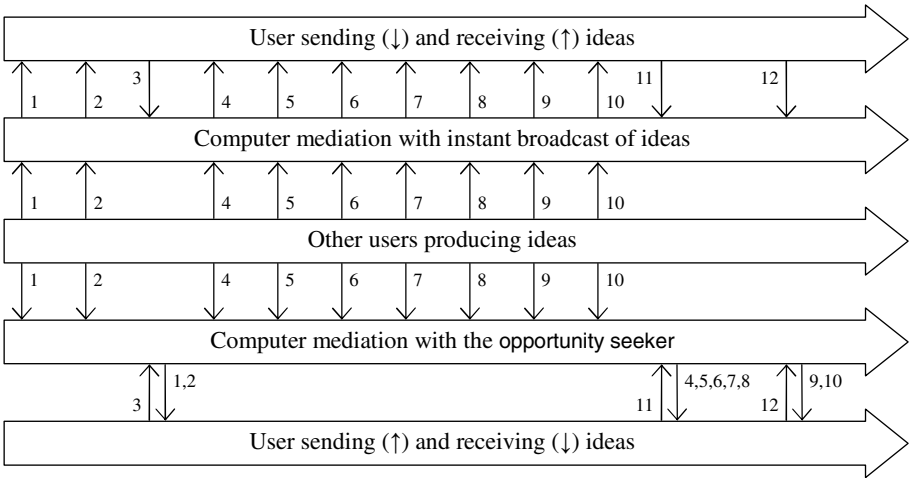 User sending (↓) and receiving (↑) ideas
3 11 12
1 2 4 5 6 7 8 9 10
Computer mediation with instant broadcast of ideas
1 2 4 5 6 7 8 9 10
Other users producing ideas
1 2 4 5 6 7 8 9 10
Computer mediation with the opportunity seeker
1,2 4,5,6,7,8 9,10
3 11 12
User sending (↑) and receiving (↓) ideas